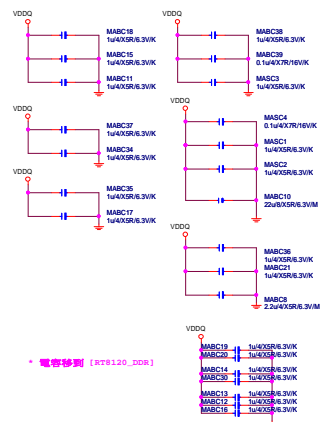 VDDQ
MABC18
1u/4/X5R/6.3V/K
MABC15
1u/4/X5R/6.3V/K
MABC11
1u/4/X5R/6.3V/K
VDDQ
MABC38
1u/4/X5R/6.3V/K
MABC39
0.1u/4/X7R/16V/K
MASC3
1u/4/X5R/6.3V/K
VDDQ
MABC37
1u/4/X5R/6.3V/K
MABC34
1u/4/X5R/6.3V/K
VDDQ
MABC35
1u/4/X5R/6.3V/K
MABC17
1u/4/X5R/6.3V/K
VDDQ
MASC4
0.1u/4/X7R/16V/K
MASC1
1u/4/X5R/6.3V/K
MASC2
1u/4/X5R/6.3V/K
MABC10
22u/8/X5R/6.3V/M
VDDQ
MABC36
1u/4/X5R/6.3V/K
MABC21
1u/4/X5R/6.3V/K
MABC8
2.2u/4/X5R/6.3V/M
VDDQ
MABC19 1u/4/X5R/6.3V/K
MABC20 1u/4/X5R/6.3V/K
MABC14 1u/4/X5R/6.3V/K
MABC30 1u/4/X5R/6.3V/K
MABC13 1u/4/X5R/6.3V/K
MABC12 1u/4/X5R/6.3V/K
MABC16 1u/4/X5R/6.3V/K
* 電容移到 [RT8120_DDR]